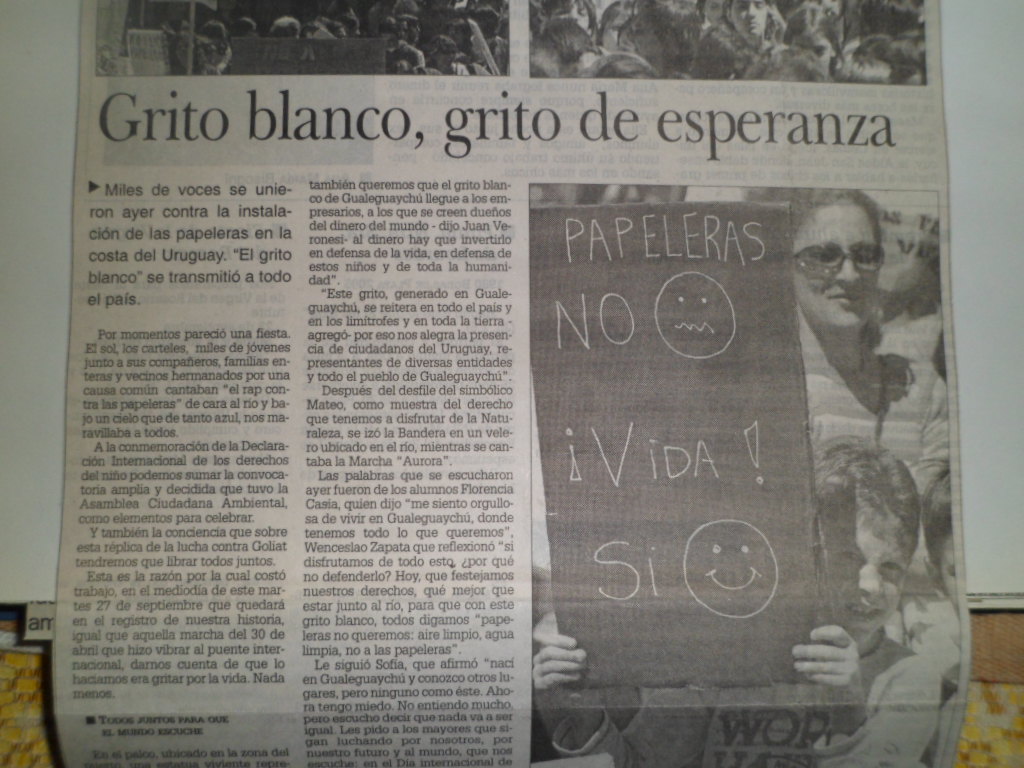 Grito blanco, grito de esperanza
Miles de voces se unie-
ron ayer contra la instala-
ción de las papeleras en la
costa del Uruguay. "El grito
blanco" se transmitió a todo
el país.
Por momentos pareció una fiesta.
El sol, los carteles, miles de jóvenes
junto a sus compañeros, familias en-
teras y vecinos hermanados por una
causa común cantaban "el rap con-
tra las papeleras" de cara al río y ba-
jo un cielo que de tanto azul, nos ma-
ravillaba a todos.
A la conmemoración de la Declara-
ción Internacional de los derechos
del niño podemos sumar la convoca-
toria amplia y decidida que tuvo la
Asamblea Ciudadana Ambiental,
como elementos para celebrar.
Y también la conciencia que sobre
esta réplica de la lucha contra Goliat
tendremos que librar todos juntos.
Esta es la razón por la cual costó
trabajo, en el mediodía de este mar-
tes 27 de septiembre que quedará
en el registro de nuestra historia,
igual que aquella marcha del 30 de
abril que hizo vibrar al puente inter-
nacional, darnos cuenta de que lo
hacíamos era gritar por la vida. Nada
menos.
TODOS JUNTOS PARA QUE
EL MUNDO ESCUCHE
En el palco, ubicado en la zona del
también queremos que el grito blan-
co de Gualeguaychú llegue a los em-
presarios, a los que se creen dueños
del dinero del mundo - dijo Juan Ve-
ronesi- al dinero hay que invertirlo
en defensa de la vida, en defensa de
estos niños y de toda la humani-
dad".
"Este grito, generado en Guale-
guaychú, se reitera en todo el país y
en los limítrofes y en toda la tierra -
agregó- por eso nos alegra la presen-
cia de ciudadanos del Uruguay, re-
presentantes de diversas entidades
y todo el pueblo de Gualeguaychú".
Después del desfile del simbólico
Mateo, como muestra del derecho
que tenemos a disfrutar de la Natu-
raleza, se izó la Bandera en un vele-
ro ubicado en el río, mientras se can-
taba la Marcha "Aurora".
Las palabras que se escucharon
ayer fueron de los alumnos Florencia
Casia, quien dijo "me siento orgullo-
sa de vivir en Gualeguaychú, donde
tenemos todo lo que queremos",
Wenceslao Zapata que reflexionó "si
disfrutamos de todo esto, ¿por qué
no defenderlo? Hoy, que festejamos
nuestros derechos, qué mejor que
estar junto al río, para que con este
grito blanco, todos digamos "pape-
leras no queremos: aire limpio, agua
limpia, no a las papeleras".
Le siguió Sofía, que afirmó "nací
en Gualeguaychú y conozco otros lu-
gares, pero ninguno como éste. Aho-
ra tengo miedo. No entiendo mucho,
pero escucho decir que nada va a ser
igual. Les pido a los mayores que si-
gan luchando por nosotros, por
nuestro futuro y al mundo, que nos
escuche: en el Día internacional de
PAPELERAS
NO
¡VIDA!
Si
am